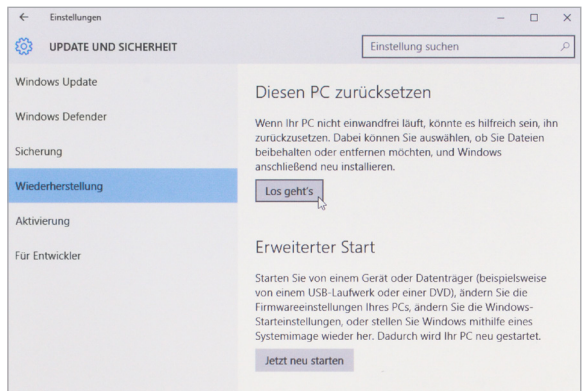 Einstellungen
UPDATE UND SICHERHEIT
Einstellung suchen
Windows Update
Windows Defender
Sicherung
Wiederherstellung
Aktivierung
Für Entwickler
Diesen PC zurücksetzen
Wenn Ihr PC nicht einwandfrei läuft, könnte es hilfreich sein, ihn
zurückzusetzen. Dabei können Sie auswählen, ob Sie Dateien
beibehalten oder entfernen möchten, und Windows
anschließend neu installieren.
Los geht's
Erweiterter Start
Starten Sie von einem Gerät oder Datenträger (beispielsweise
von einem USB-Laufwerk oder einer DVD), ändern Sie die
Firmwareeinstellungen Ihres PCs, ändern Sie die Windows-
Starteinstellungen, oder stellen Sie Windows mithilfe eines
Systemimage wieder her. Dadurch wird Ihr PC neu gestartet.
Jetzt neu starten